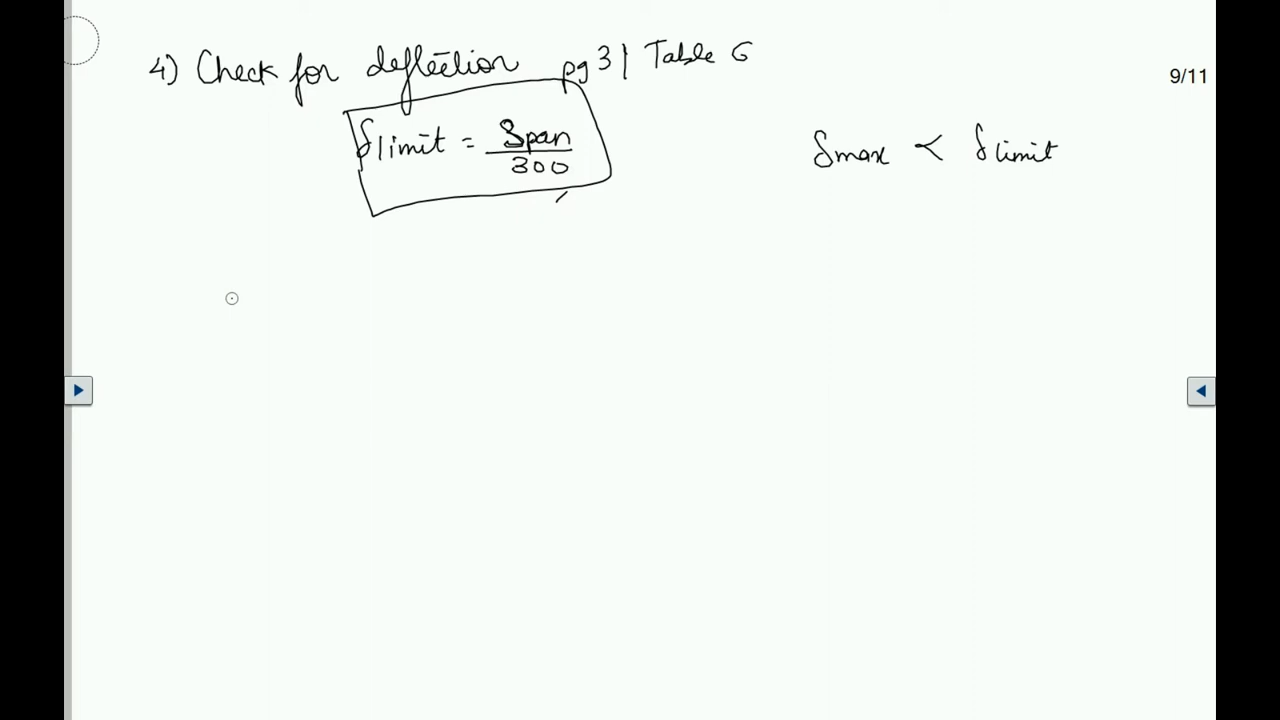 4) Check for deflection pg 31 Table 6
9/11
δlimit = Span
300
δmax < δlimit